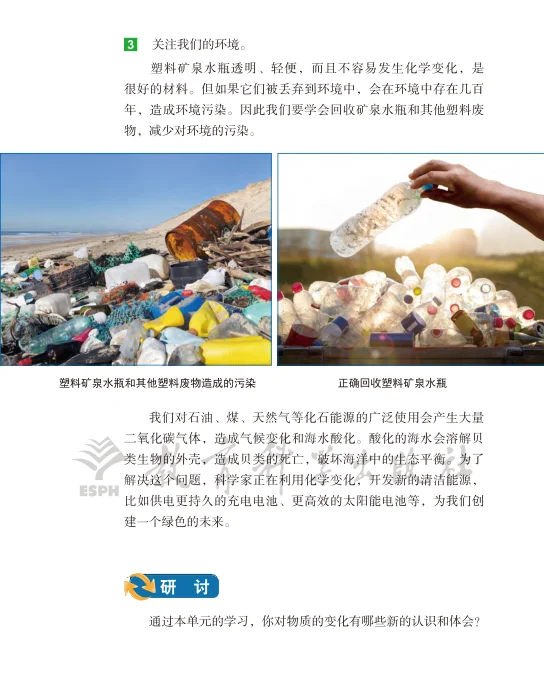 3 关注我们的环境。
塑料矿泉水瓶透明、轻便，而且不容易发生化学变化，是
很好的材料。但如果它们被丢弃到环境中，会在环境中存在几百
年，造成环境污染。因此我们要学会回收矿泉水瓶和其他塑料废
物，减少对环境的污染。
塑料矿泉水瓶和其他塑料废物造成的污染
正确回收塑料矿泉水瓶
我们对石油、煤、天然气等化石能源的广泛使用会产生大量
二氧化碳气体，造成气候变化和海水酸化。酸化的海水会溶解贝
类生物的外壳，造成贝类的死亡，破坏海洋中的生态平衡。为了
解决这个问题，科学家正在利用化学变化，开发新的清洁能源，
比如供电更持久的充电电池、更高效的太阳能电池等，为我们创
建一个绿色的未来。
ESPH
教育科学出版社
研 讨
通过本单元的学习，你对物质的变化有哪些新的认识和体会？